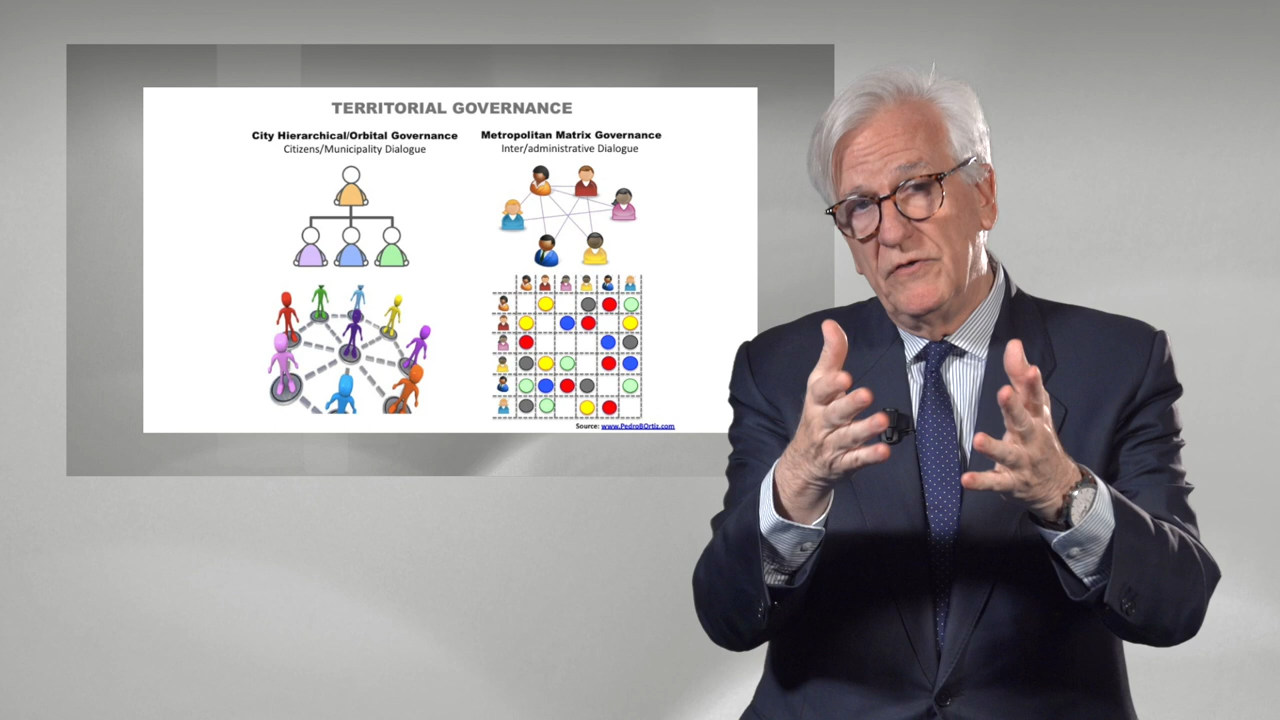 TERRITORIAL GOVERNANCE
City Hierarchical/Orbital Governance
Citizens/Municipality Dialogue
Metropolitan Matrix Governance
Inter/administrative Dialogue
Source: www.PedroBOrtiz.com